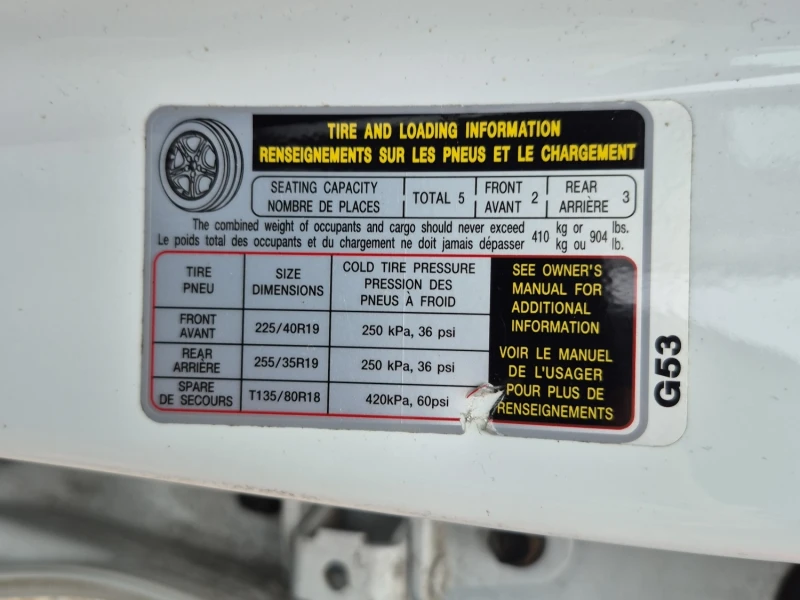 TIRE AND LOADING INFORMATION
RENSEIGNEMENTS SUR LES PNEUS ET LE CHARGEMENT
SEATING CAPACITY
NOMBRE DE PLACES
TOTAL 5
FRONT
AVANT 2
REAR
ARRIÈRE 3
The combined weight of occupants and cargo should never exceed 410 kg or 904 lbs.
Le poids total des occupants et du chargement ne doit jamais dépasser kg ou lb.
TIRE
PNEU
SIZE
DIMENSIONS
COLD TIRE PRESSURE
PRESSION DES
PNEUS À FROID
FRONT
AVANT
225/40R19
250 kPa, 36 psi
REAR
ARRIÈRE
255/35R19
250 kPa, 36 psi
SPARE
DE SECOURS
T135/80R18
420kPa, 60psi
SEE OWNER'S
MANUAL FOR
ADDITIONAL
INFORMATION
VOIR LE MANUEL
DE L'USAGER
POUR PLUS DE
RENSEIGNEMENTS
G53